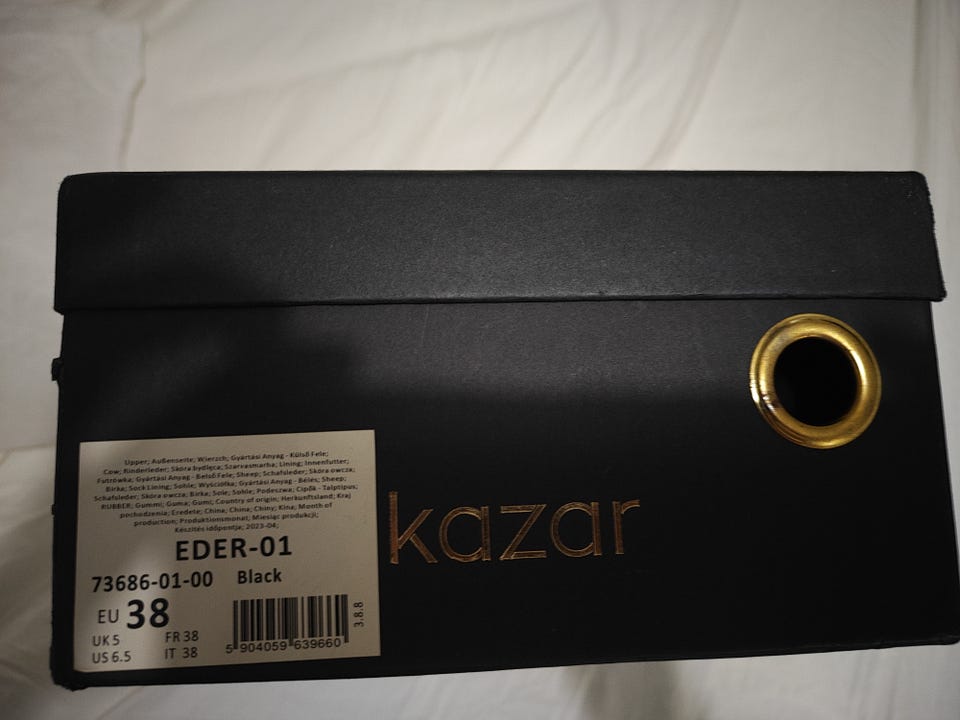 Upper; Außenseite; Wierzch; Gyártási Anyag - Külső Fele;
Cow; Rinderleder; Skóra bydlęca; Szarvasmarha; Lining; Innenfutter;
Futrówka; Gyártási Anyag - Belső Fele; Sheep; Schafsleder; Skóra owcza;
Birka; Sock Lining; Sohle; Wyściółka; Gyártási Anyag - Bélés; Sheep;
Schafsleder; Skóra owcza; Birka; Sole; Sohle; Podeszwa; Cipők - Talptipus;
RUBBER; Gummi; Guma; Gumi; Country of origin; Herkunftsland; Kraj
pochodzenia; Eredete; China; China; Chiny; Kína; Month of
production; Produktionsmonat; Miesiąc produkcji;
Készítés időpontja; 2023-04;
EDER-01
73686-01-00 Black
EU 38
UK 5 FR 38
US 6.5 IT 38
5 904059 639660
3.8.8
kazar